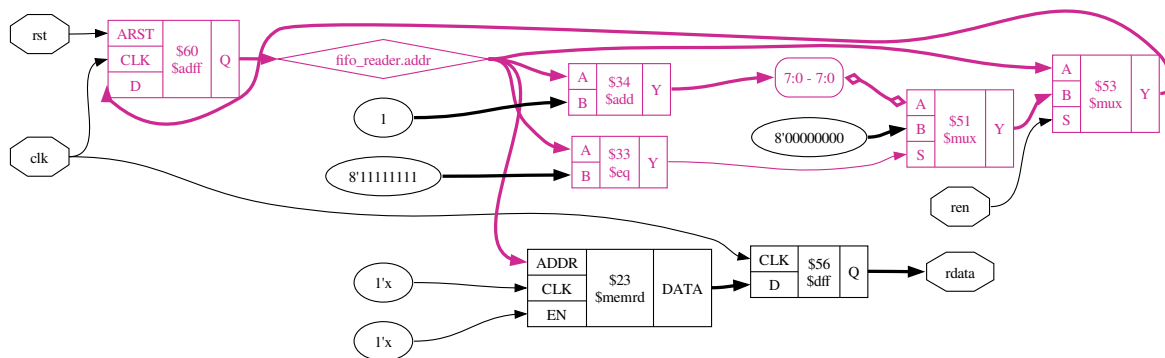 rst
ARST
CLK
D
$60
$adff
Q
fifo_reader.addr
A
B
$34
$add
Y
7:0 - 7:0
A
B
S
$53
$mux
Y
1
8'00000000
A
B
S
$51
$mux
Y
clk
8'11111111
A
B
$33
$eq
Y
ren
1'x
1'x
ADDR
CLK
EN
$23
$memrd
DATA
CLK
D
$56
$dff
Q
rdata